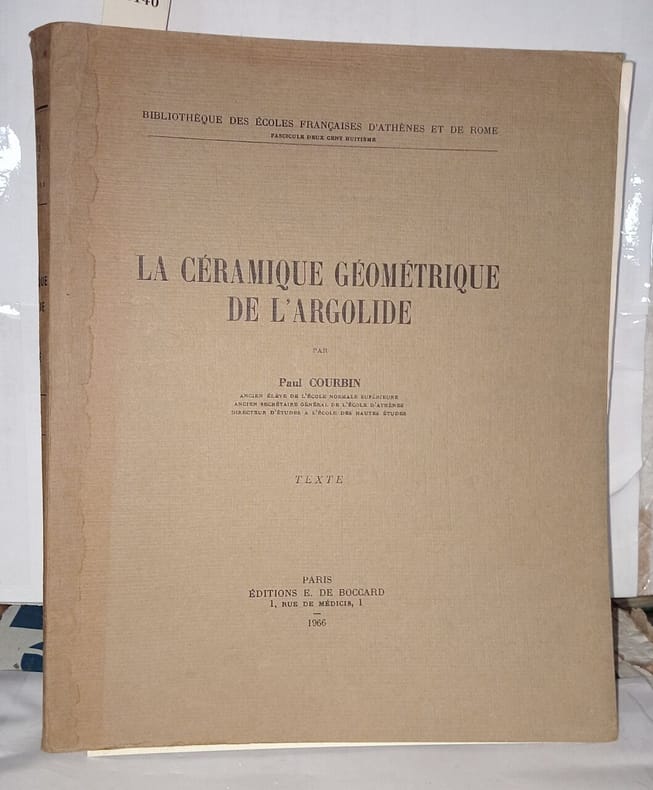 BIBLIOTHÈQUE DES ÉCOLES FRANÇAISES D'ATHÈNES ET DE ROME
FASCICULE DEUX CENT HUITIÈME
LA CÉRAMIQUE GÉOMÉTRIQUE
DE L'ARGOLIDE
PAR
Paul COURBIN
ANCIEN ÉLÈVE DE L'ÉCOLE NORMALE SUPÉRIEURE
ANCIEN SECRÉTAIRE GÉNÉRAL DE L'ÉCOLE D'ATHÈNES
DIRECTEUR D'ÉTUDES A L'ÉCOLE DES HAUTES ÉTUDES
TEXTE
PARIS
ÉDITIONS E. DE BOCCARD
1, RUE DE MÉDICIS, 1
1966